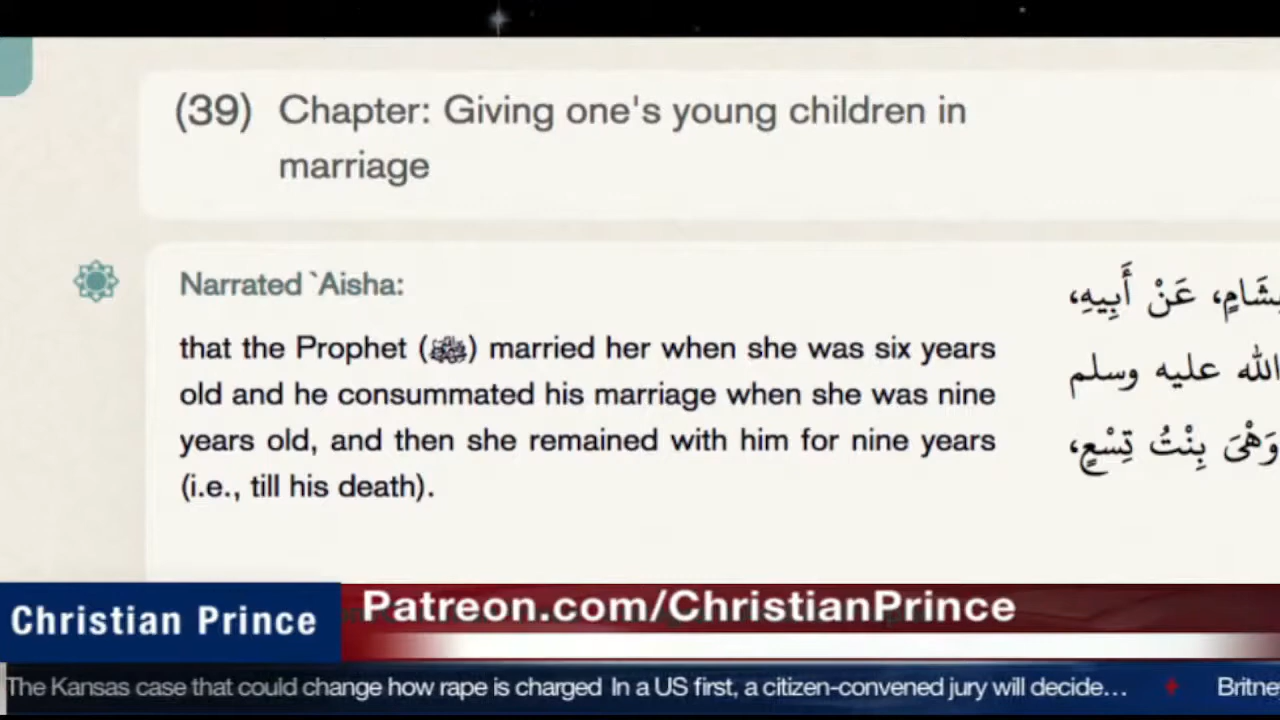 (39) Chapter: Giving one's young children in
marriage
Narrated `Aisha:
that the Prophet (ﷺ) married her when she was six years
old and he consummated his marriage when she was nine
years old, and then she remained with him for nine years
(i.e., till his death).
عَنْ أَبِيهِ،
الله عليه وسلم
وَهْىَ بِنْتُ تِسْعٍ،
Christian Prince
Patreon.com/ChristianPrince
The Kansas case that could change how rape is charged In a US first, a citizen-convened jury will decide… Britne